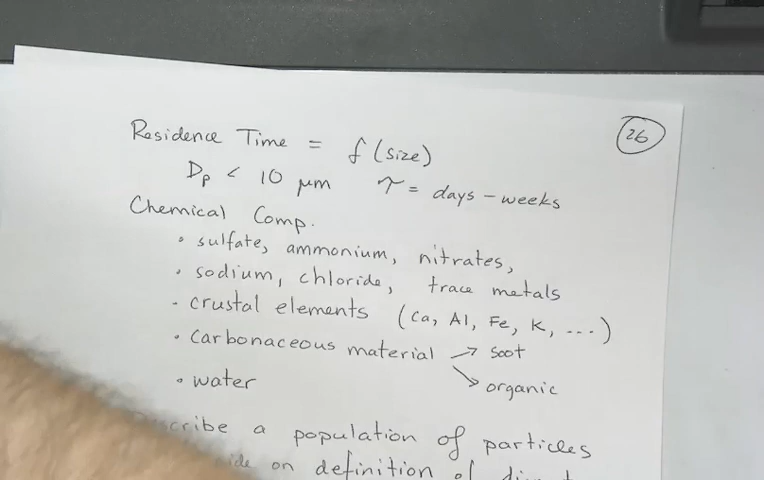 26
Residence Time = f (size)
Dp < 10 μm τ = days - weeks
Chemical Comp.
• sulfate, ammonium, nitrates,
• sodium, chloride, trace metals
• crustal elements (Ca, Al, Fe, K, ...)
• Carbonaceous material → soot
↘ organic
• water
a population of particles
on definition of